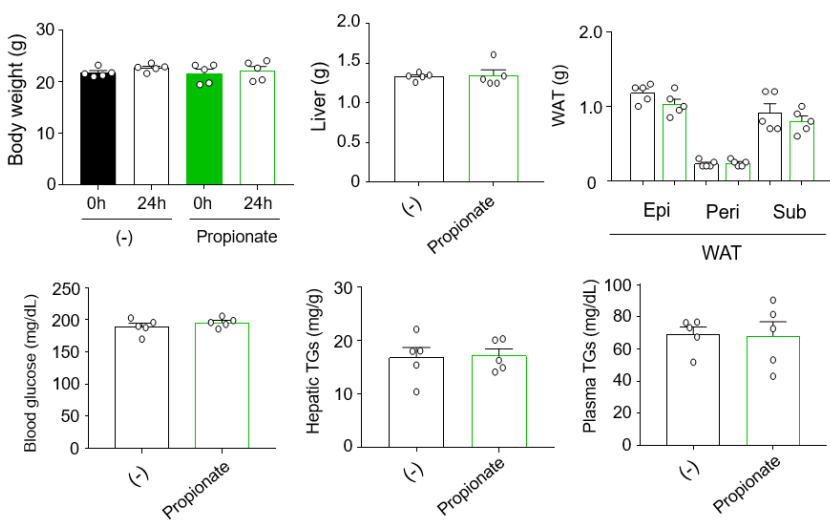 Body weight (g)
30
20
10
0
0h 24h 0h 24h
(-) Propionate
Liver (g)
2.0
1.5
1.0
0.5
0
(-)
Propionate
WAT (g)
2.0
1.0
0
Epi Peri Sub
WAT
Blood glucose (mg/dL)
250
200
150
100
50
0
(-)
Propionate
Hepatic TGs (mg/g)
30
20
10
0
(-)
Propionate
Plasma TGs (mg/dL)
100
80
60
40
20
0
(-)
Propionate